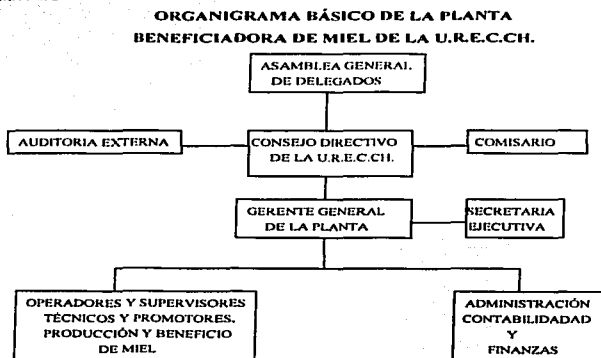 ORGANIGRAMA BÁSICO DE LA PLANTA
BENEFICIADORA DE MIEL DE LA U.R.E.C.CH.
ASAMBLEA GENERAL
DE DELEGADOS
AUDITORIA EXTERNA
CONSEJO DIRECTIVO
DE LA U.R.E.C.CH.
COMISARIO
GERENTE GENERAL
DE LA PLANTA
SECRETARIA
EJECUTIVA
OPERADORES Y SUPERVISORES
TÉCNICOS Y PROMOTORES,
PRODUCCIÓN Y BENEFICIO
DE MIEL
ADMINISTRACIÓN
CONTABILIDADAD
Y
FINANZAS